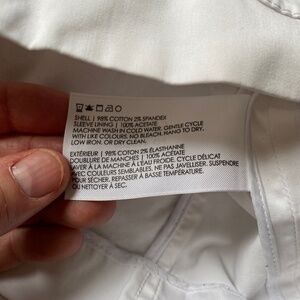 SHELL | 98% COTTON 2% SPANDEX
SLEEVE LINING | 100% ACETATE
MACHINE WASH IN COLD WATER, GENTLE CYCLE
WITH LIKE COLOURS. NO BLEACH. HANG TO DRY.
LOW IRON, OR DRY CLEAN.
EXTÉRIEUR | 98% COTON 2% ÉLASTHANNE
DOUBLURE DE MANCHES | 100% ACÉTATE
LAVER À LA MACHINE À L'EAU FROIDE, CYCLE DÉLICAT
AVEC COULEURS SEMBLABLES. NE PAS JAVELLISER. SUSPENDRE
POUR SÉCHER. REPASSER À BASSE TEMPÉRATURE.
OU NETTOYER À SEC.